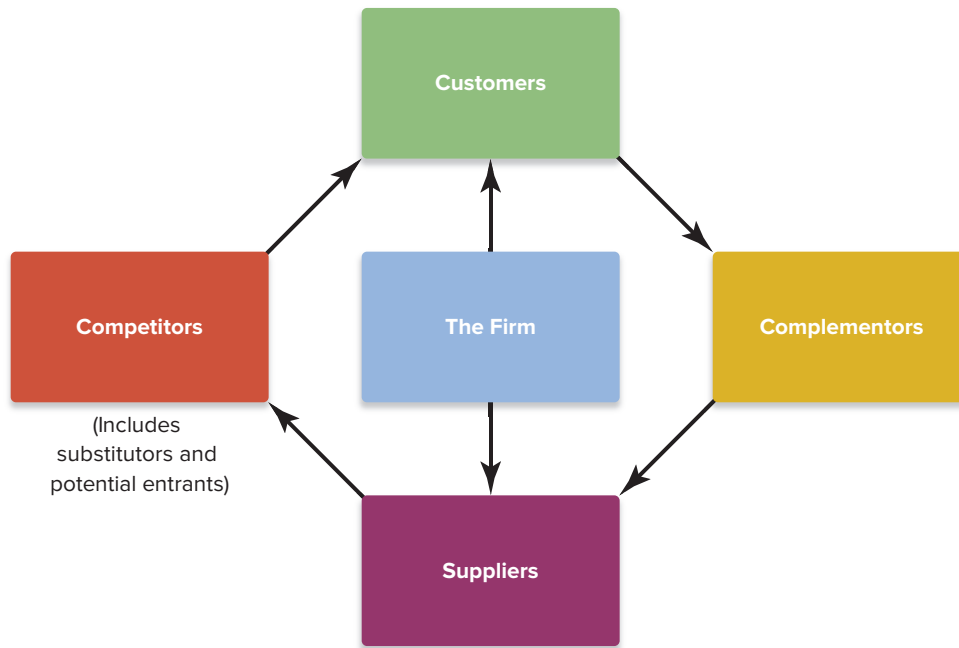 Customers
Competitors
The Firm
Complementors
(Includes
substitutors and
potential entrants)
Suppliers